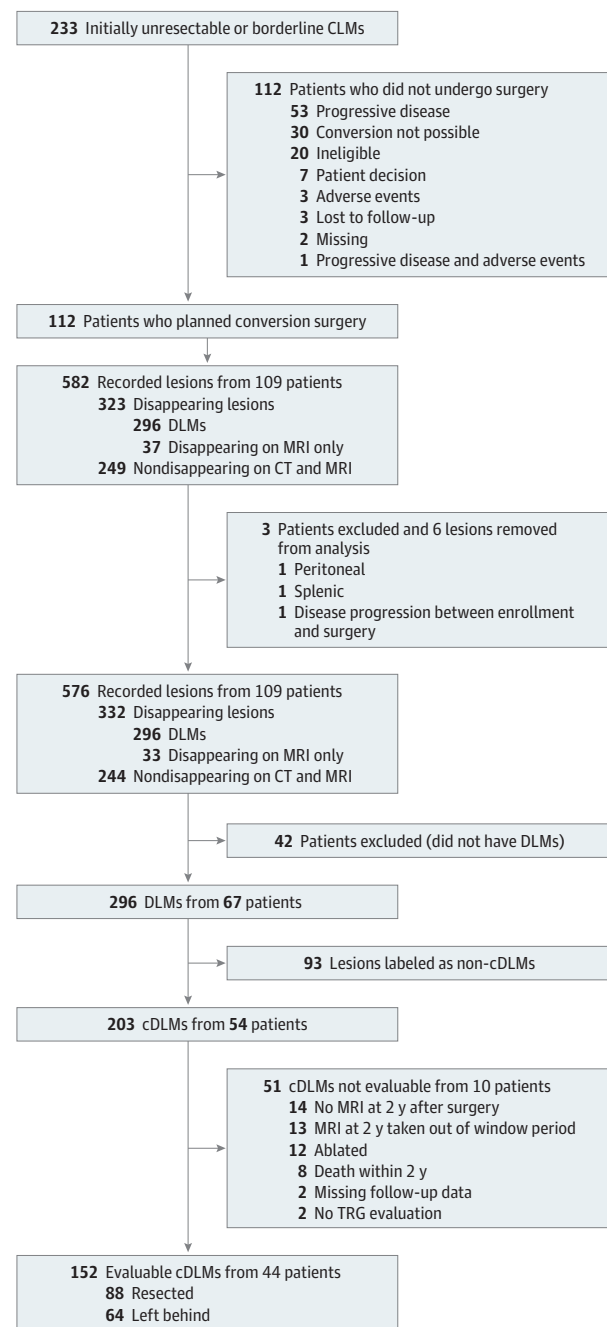 233 Initially unresectable or borderline CLMs
112 Patients who did not undergo surgery
53 Progressive disease
30 Conversion not possible
20 Ineligible
7 Patient decision
3 Adverse events
3 Lost to follow-up
2 Missing
1 Progressive disease and adverse events
112 Patients who planned conversion surgery
582 Recorded lesions from 109 patients
323 Disappearing lesions
296 DLMs
37 Disappearing on MRI only
249 Nondisappearing on CT and MRI
3 Patients excluded and 6 lesions removed
from analysis
1 Peritoneal
1 Splenic
1 Disease progression between enrollment
and surgery
576 Recorded lesions from 109 patients
332 Disappearing lesions
296 DLMs
33 Disappearing on MRI only
244 Nondisappearing on CT and MRI
42 Patients excluded (did not have DLMs)
296 DLMs from 67 patients
93 Lesions labeled as non-cDLMs
203 cDLMs from 54 patients
51 cDLMs not evaluable from 10 patients
14 No MRI at 2 y after surgery
13 MRI at 2 y taken out of window period
12 Ablated
8 Death within 2 y
2 Missing follow-up data
2 No TRG evaluation
152 Evaluable cDLMs from 44 patients
88 Resected
64 Left behind